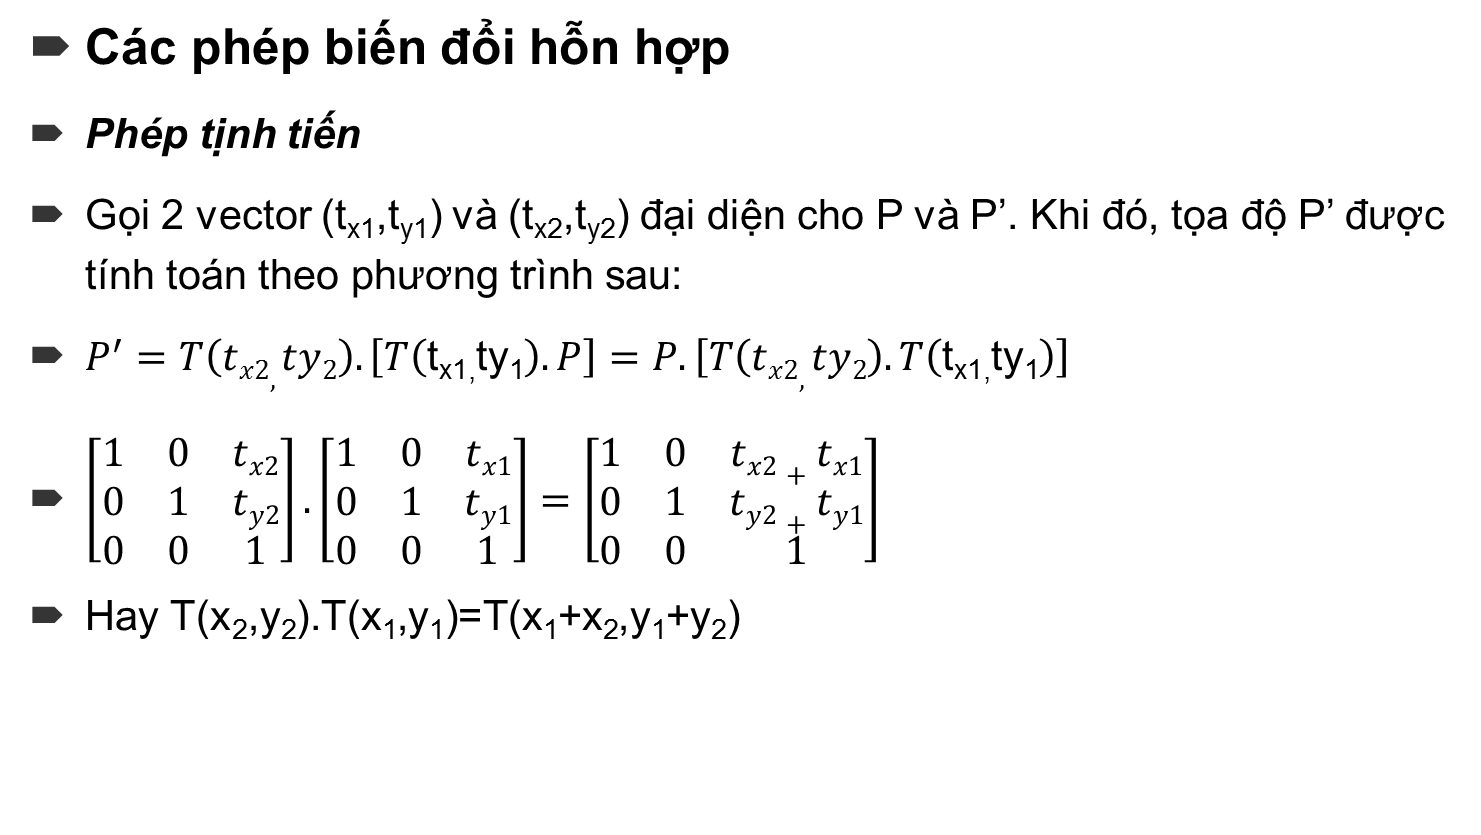 Các phép biến đổi hỗn hợp
Phép tịnh tiến
Gọi 2 vector (tx1,ty1) và (tx2,ty2) đại diện cho P và P’. Khi đó, tọa độ P’ được
tính toán theo phương trình sau:
𝑃′ = 𝑇(𝑡𝑥2, 𝑡𝑦2). [𝑇(tx1,ty1). 𝑃] = 𝑃. [𝑇(𝑡𝑥2, 𝑡𝑦2). 𝑇(tx1,ty1)]
[1 0 𝑡𝑥2; 0 1 𝑡𝑦2; 0 0 1] . [1 0 𝑡𝑥1; 0 1 𝑡𝑦1; 0 0 1] = [1 0 𝑡𝑥2 + 𝑡𝑥1; 0 1 𝑡𝑦2 + 𝑡𝑦1; 0 0 1]
Hay T(x2,y2).T(x1,y1)=T(x1+x2,y1+y2)